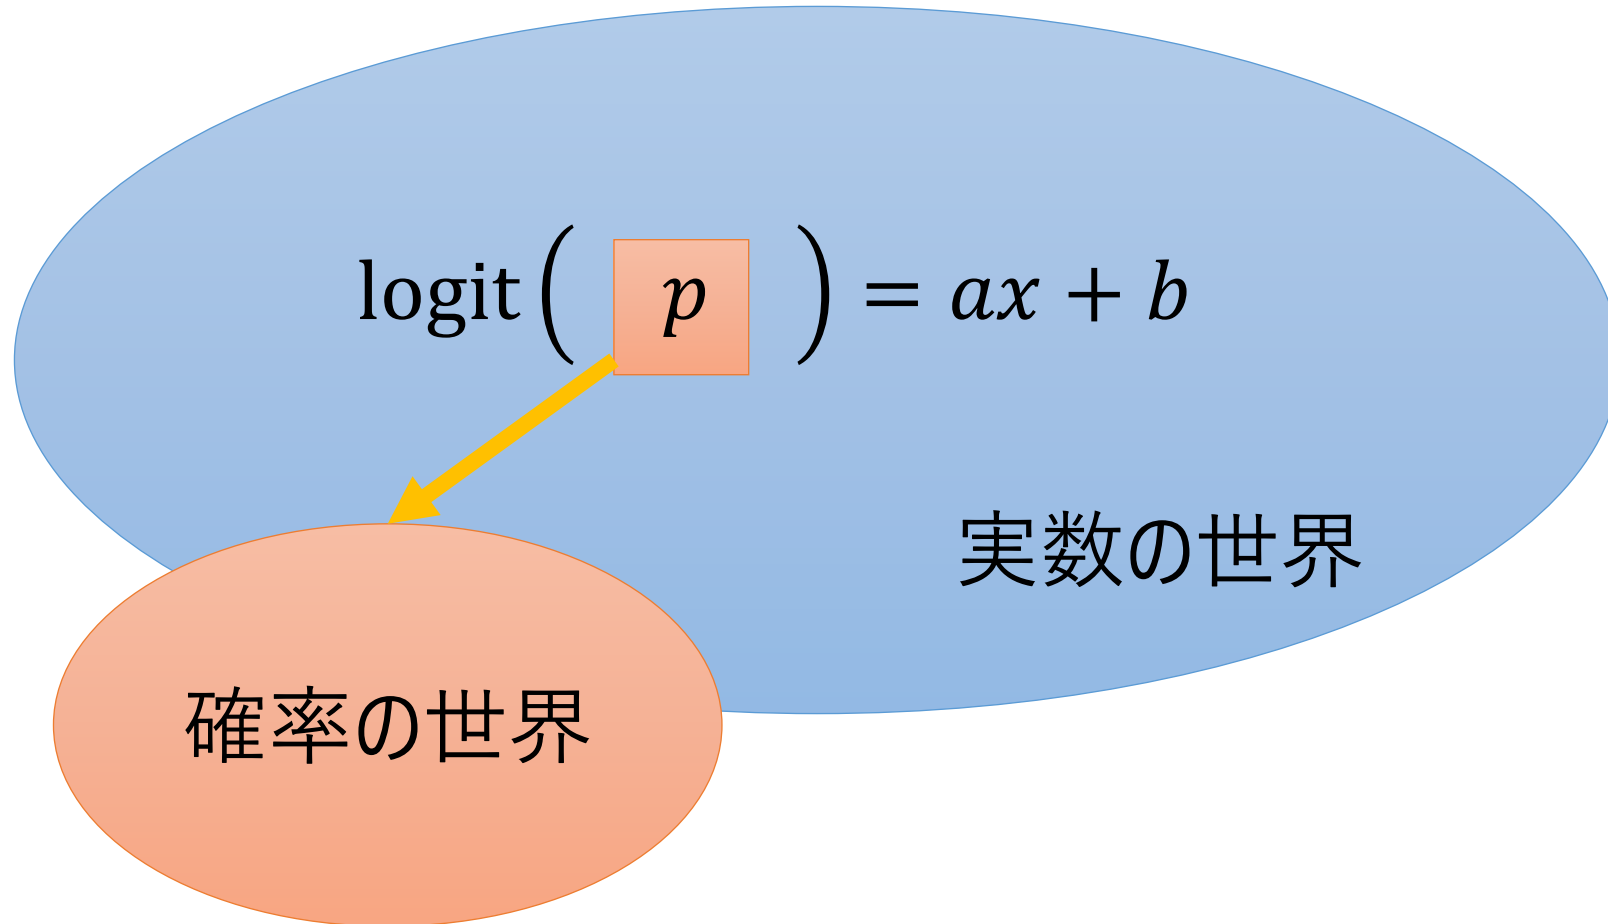 logit( p ) = ax + b
実数の世界
確率の世界